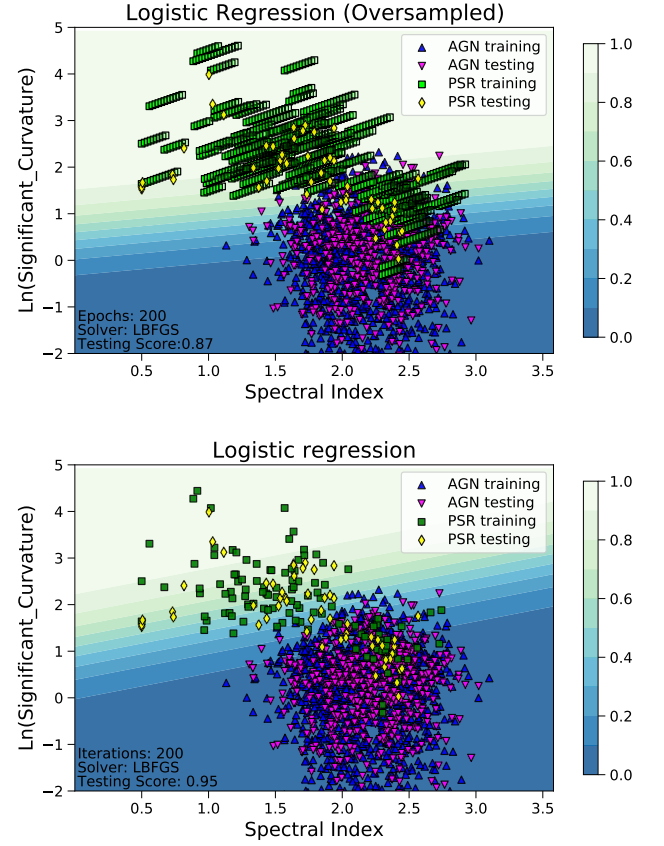 Logistic Regression (Oversampled)
5
4
3
2
1
0
−1
−2
Ln(Significant_Curvature)
AGN training
AGN testing
PSR training
PSR testing
Epochs: 200
Solver: LBFGS
Testing Score:0.87
0.5
1.0
1.5
2.0
2.5
3.0
3.5
Spectral Index
1.0
0.8
0.6
0.4
0.2
0.0
Logistic regression
5
4
3
2
1
0
−1
−2
Ln(Significant_Curvature)
AGN training
AGN testing
PSR training
PSR testing
Iterations: 200
Solver: LBFGS
Testing Score: 0.95
0.5
1.0
1.5
2.0
2.5
3.0
3.5
Spectral Index
1.0
0.8
0.6
0.4
0.2
0.0